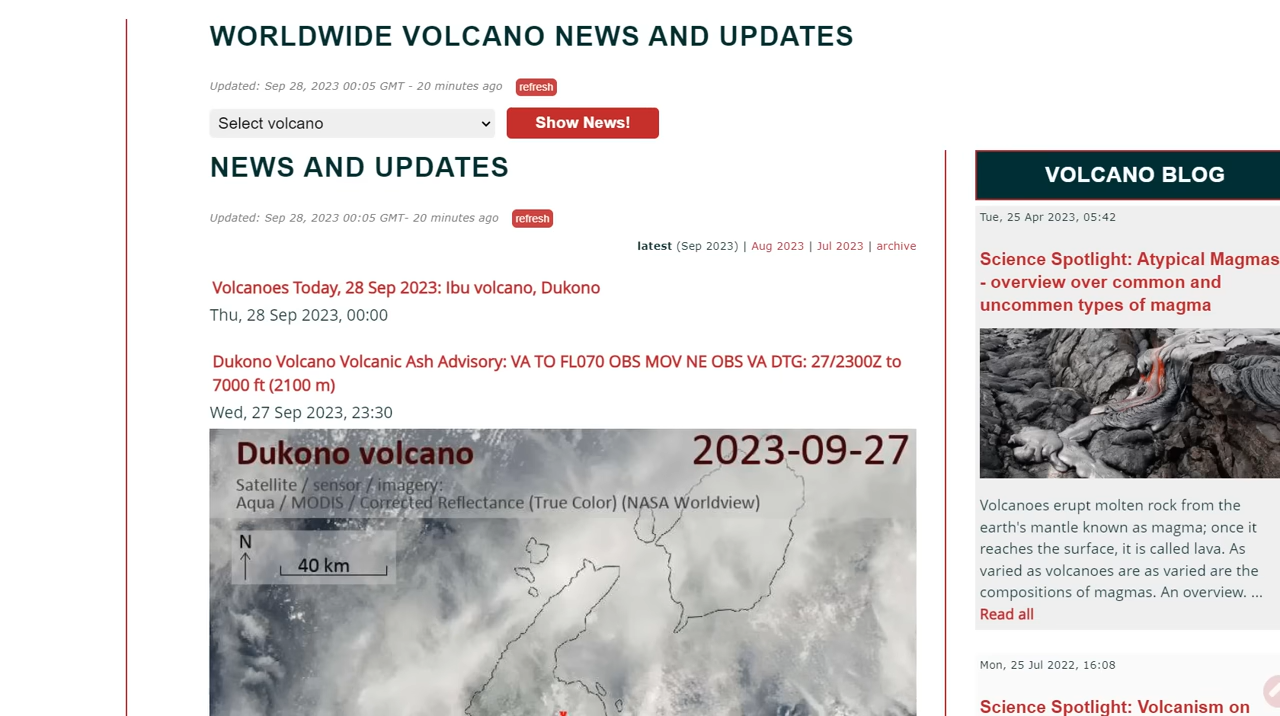 WORLDWIDE VOLCANO NEWS AND UPDATES
Updated: Sep 28, 2023 00:05 GMT - 20 minutes ago refresh
Select volcano Show News!
NEWS AND UPDATES
Updated: Sep 28, 2023 00:05 GMT- 20 minutes ago refresh
latest (Sep 2023) | Aug 2023 | Jul 2023 | archive
Volcanoes Today, 28 Sep 2023: Ibu volcano, Dukono
Thu, 28 Sep 2023, 00:00
Dukono Volcano Volcanic Ash Advisory: VA TO FL070 OBS MOV NE OBS VA DTG: 27/2300Z to
7000 ft (2100 m)
Wed, 27 Sep 2023, 23:30
Dukono volcano 2023-09-27
Satellite / sensor / imagery:
Aqua / MODIS / Corrected Reflectance (True Color) (NASA Worldview)
N
40 km
VOLCANO BLOG
Tue, 25 Apr 2023, 05:42
Science Spotlight: Atypical Magmas
- overview over common and
uncommen types of magma
Volcanoes erupt molten rock from the
earth's mantle known as magma; once it
reaches the surface, it is called lava. As
varied as volcanoes are as varied are the
compositions of magmas. An overview. ...
Read all
Mon, 25 Jul 2022, 16:08
Science Spotlight: Volcanism on